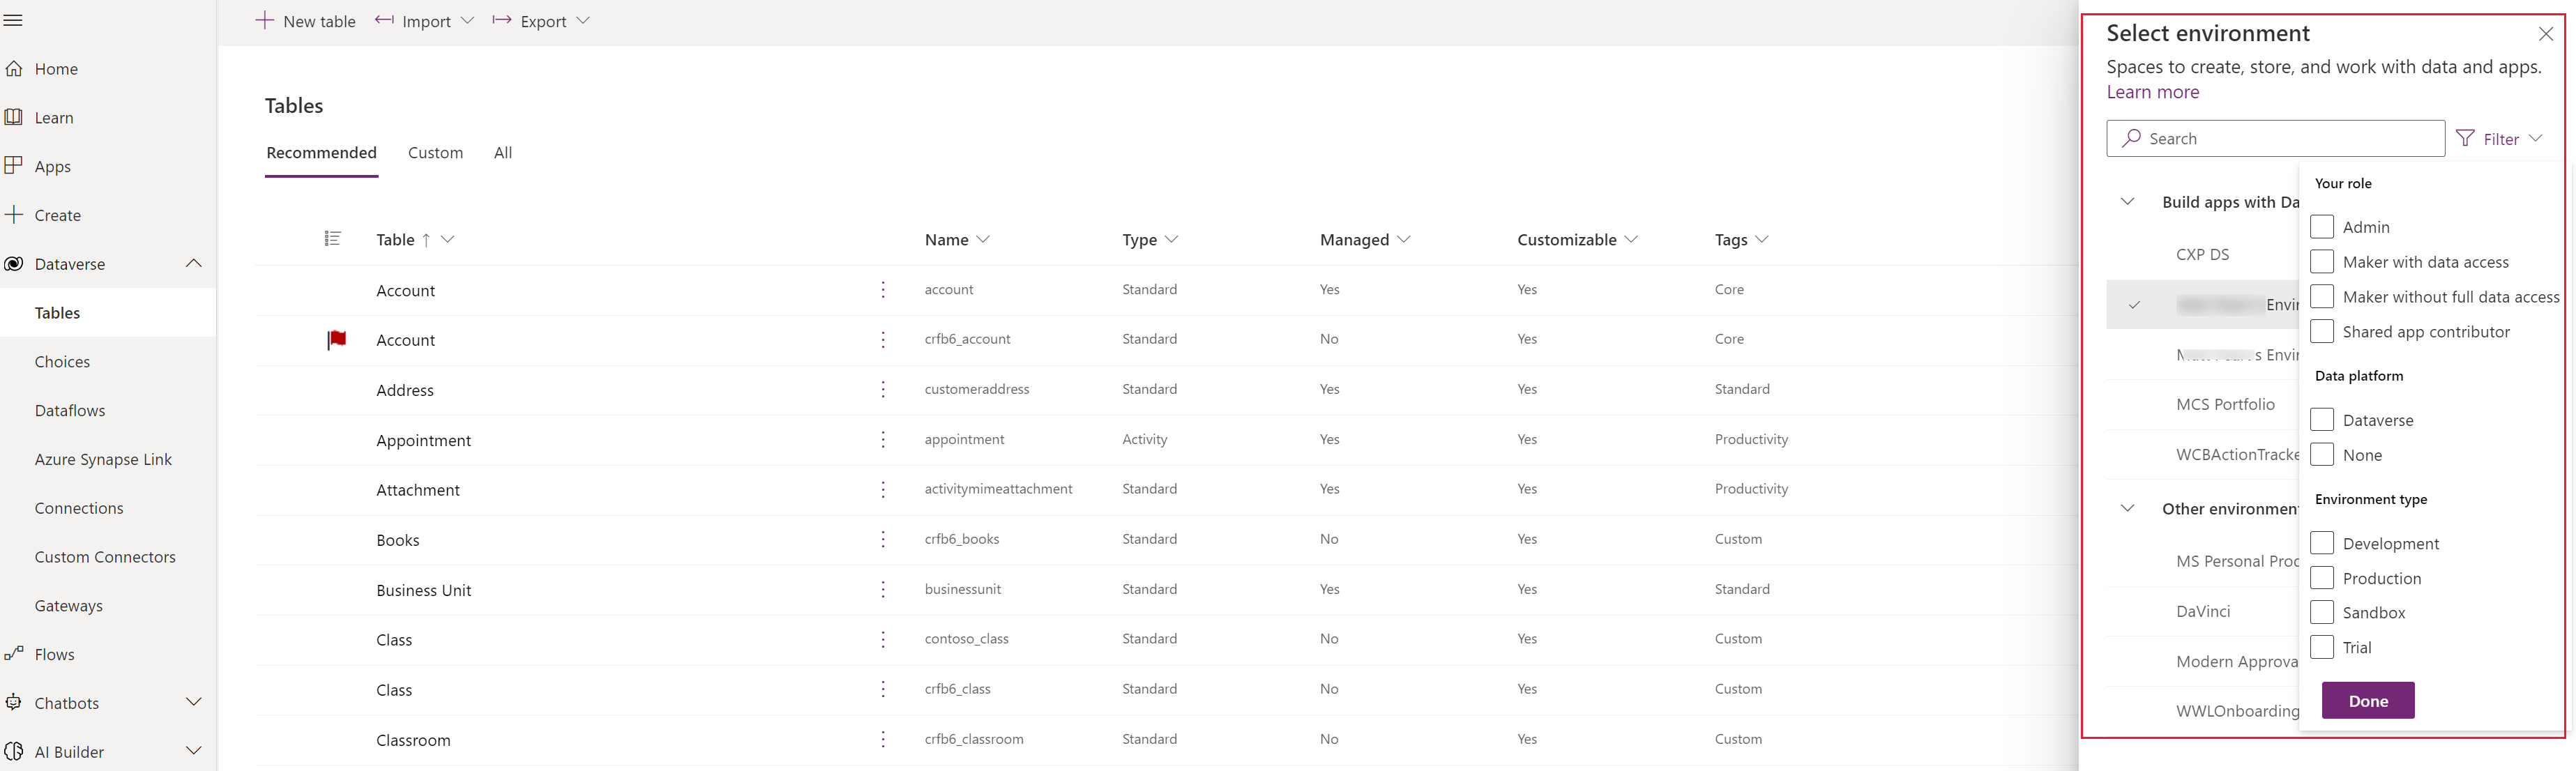 New table Import Export
Home
Learn
Apps
Create
Dataverse
Tables
Choices
Dataflows
Azure Synapse Link
Connections
Custom Connectors
Gateways
Flows
Chatbots
AI Builder
Tables
Recommended Custom All
Table Name Type Managed Customizable Tags
Account account Standard Yes Yes Core
Account crfb6_account Standard No Yes Core
Address customeraddress Standard Yes Yes Standard
Appointment appointment Activity Yes Yes Productivity
Attachment activitymimeattachment Standard Yes Yes Productivity
Books crfb6_books Standard No Yes Custom
Business Unit businessunit Standard Yes Yes Standard
Class contoso_class Standard No Yes Custom
Class crfb6_class Standard No Yes Custom
Classroom crfb6_classroom Standard No Yes Custom
Select environment
Spaces to create, store, and work with data and apps.
Learn more
Search Filter
Build apps with Da
CXP DS
Envir
s Envir
MCS Portfolio
WCBActionTracke
Other environment
MS Personal Proc
DaVinci
Modern Approva
WWLOnboarding
Your role
Admin
Maker with data access
Maker without full data access
Shared app contributor
Data platform
Dataverse
None
Environment type
Development
Production
Sandbox
Trial
Done